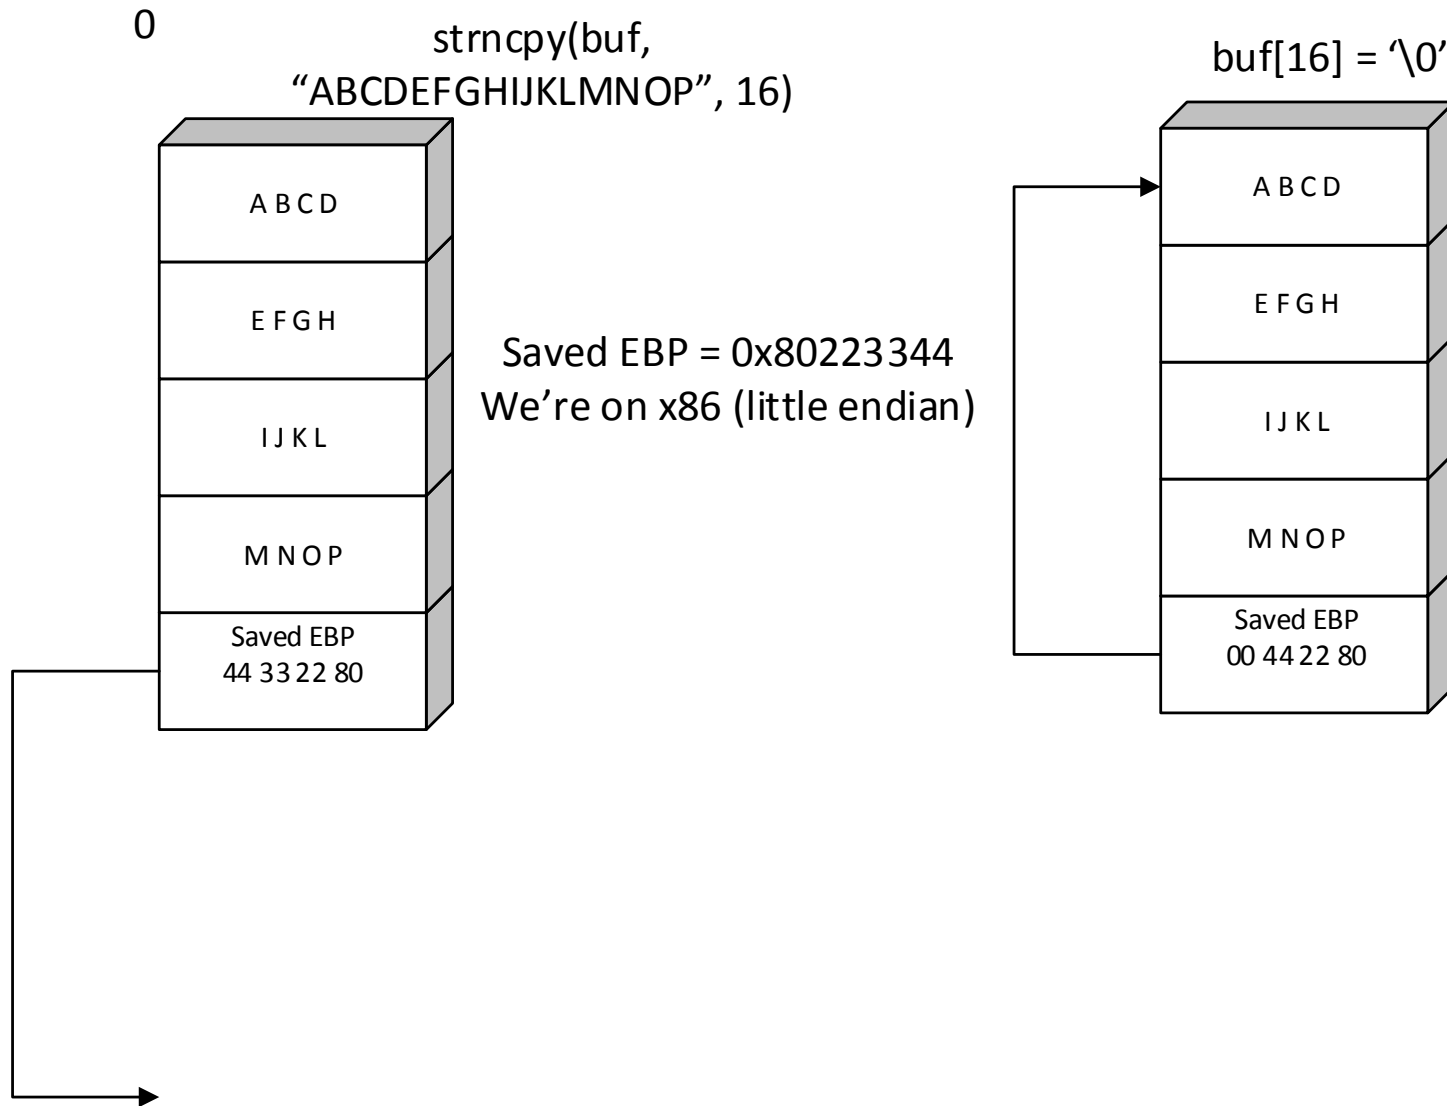 0
strncpy(buf,
“ABCDEFGHIJKLMNOP”, 16)
A B C D
E F G H
I J K L
M N O P
Saved EBP
44 33 22 80
Saved EBP = 0x80223344
We’re on x86 (little endian)
buf[16] = ‘\0’
A B C D
E F G H
I J K L
M N O P
Saved EBP
00 44 22 80